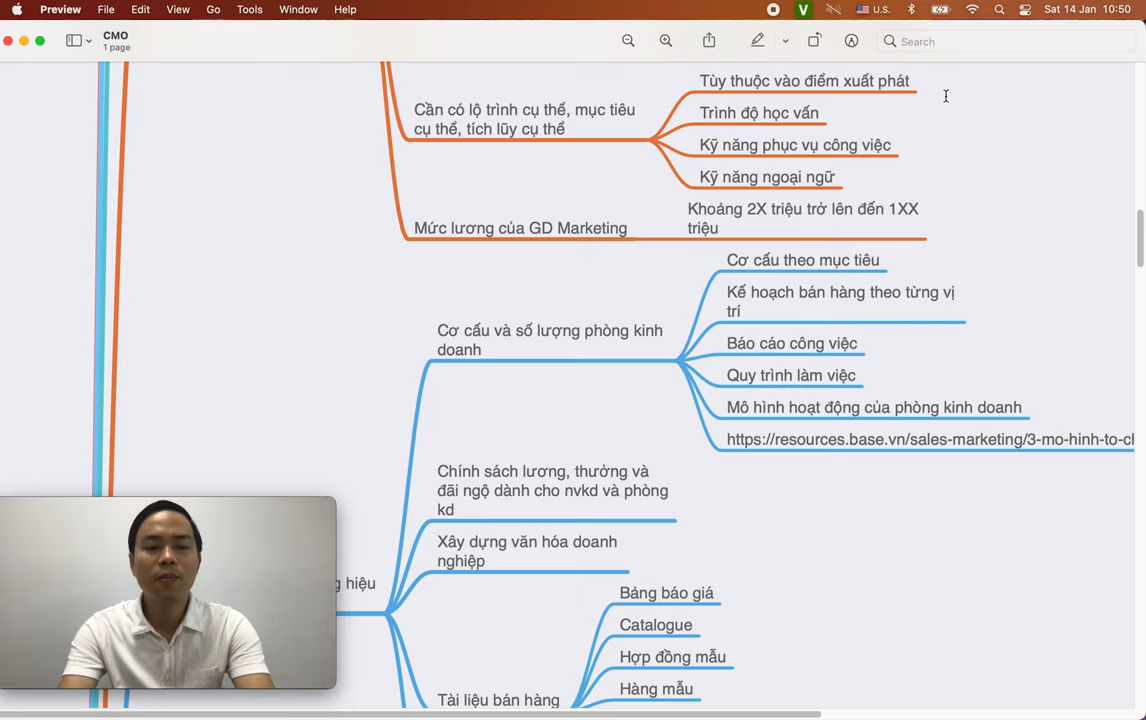 Preview File Edit View Go Tools Window Help V U.S. Sat 14 Jan 10:50
CMO
1 page
Search
Tùy thuộc vào điểm xuất phát
Cần có lộ trình cụ thể, mục tiêu
cụ thể, tích lũy cụ thể
Trình độ học vấn
Kỹ năng phục vụ công việc
Kỹ năng ngoại ngữ
Mức lương của GD Marketing
Khoảng 2X triệu trở lên đến 1XX
triệu
Cơ cấu và số lượng phòng kinh
doanh
Cơ cấu theo mục tiêu
Kế hoạch bán hàng theo từng vị
trí
Báo cáo công việc
Quy trình làm việc
Mô hình hoạt động của phòng kinh doanh
https://resources.base.vn/sales-marketing/3-mo-hinh-to-cl
Chính sách lương, thưởng và
đãi ngộ dành cho nvkd và phòng
kd
Xây dựng văn hóa doanh
nghiệp
hiệu
Tài liệu bán hàng
Bảng báo giá
Catalogue
Hợp đồng mẫu
Hàng mẫu